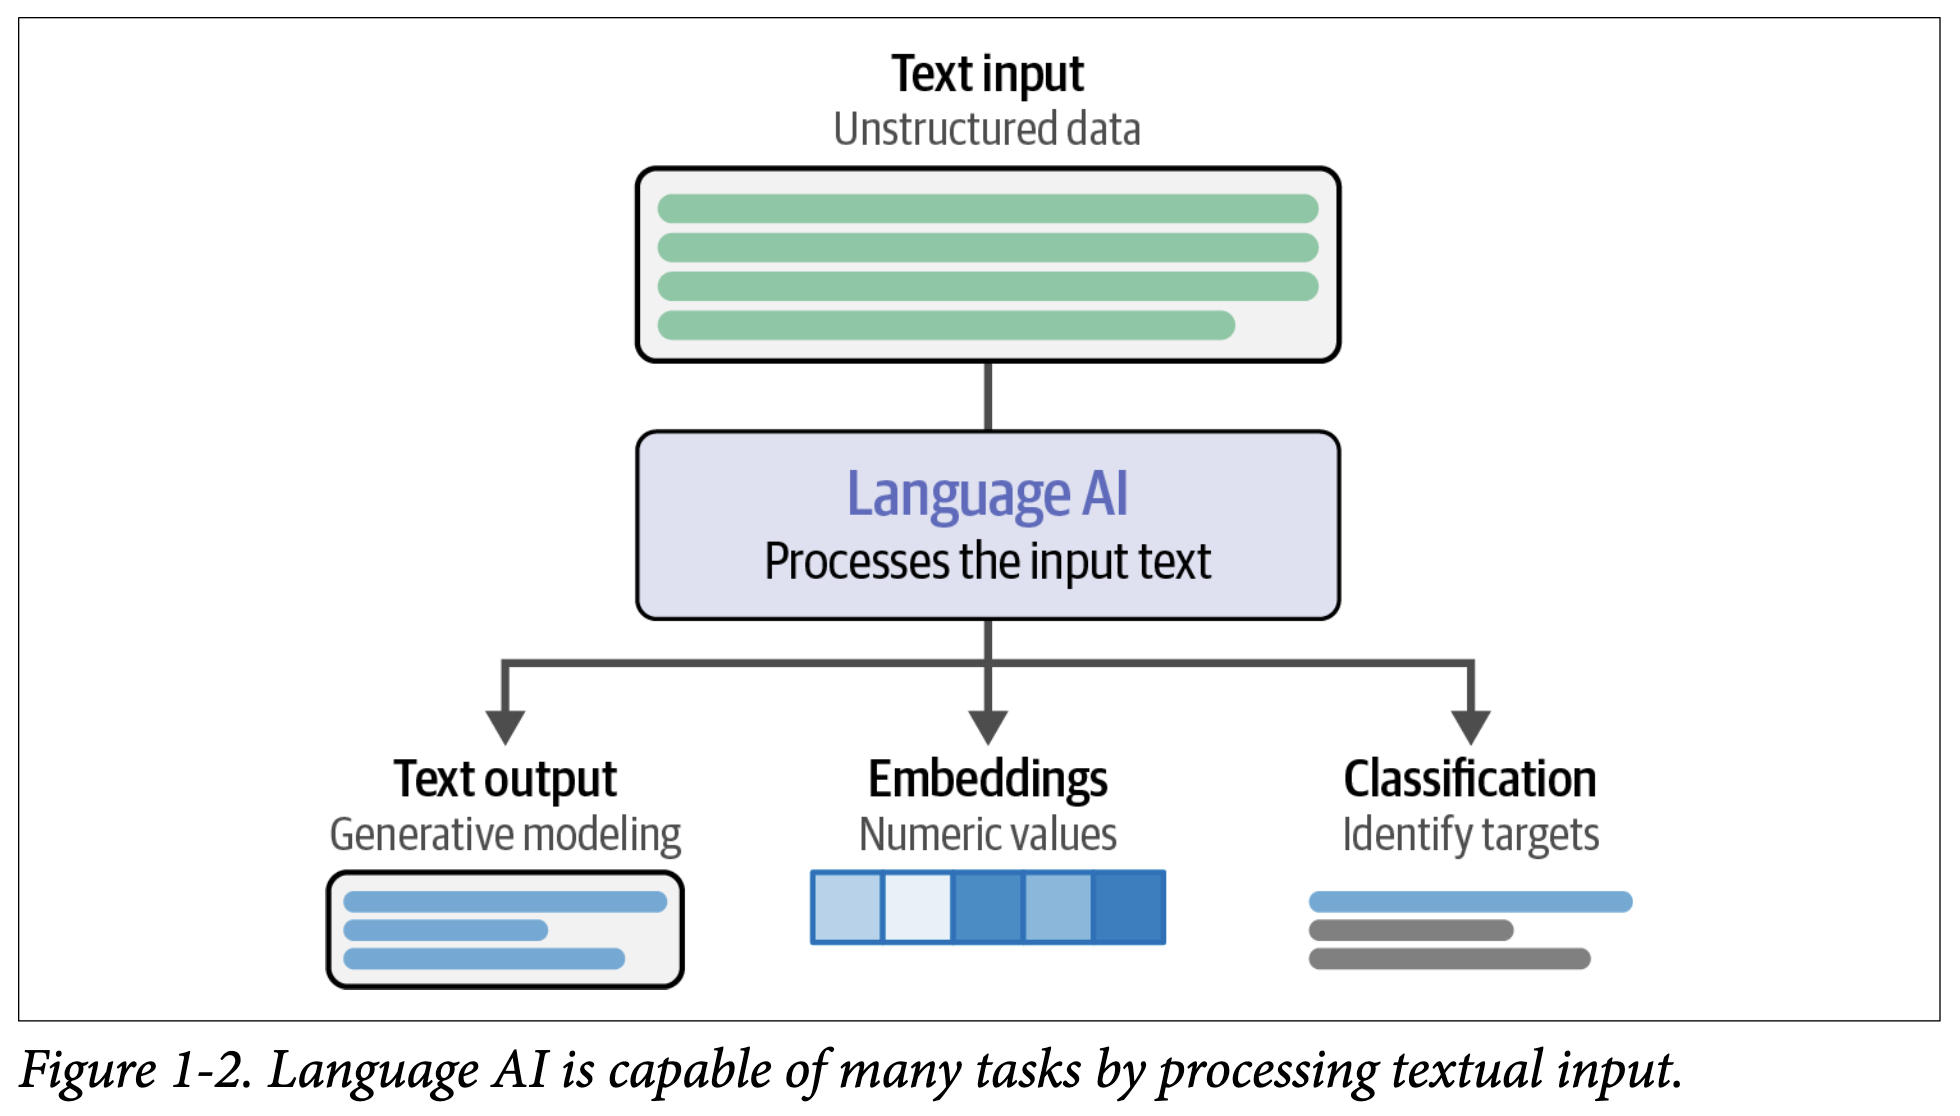 Text input
Unstructured data
Language AI
Processes the input text
Text output
Generative modeling
Embeddings
Numeric values
Classification
Identify targets
Figure 1-2. Language AI is capable of many tasks by processing textual input.